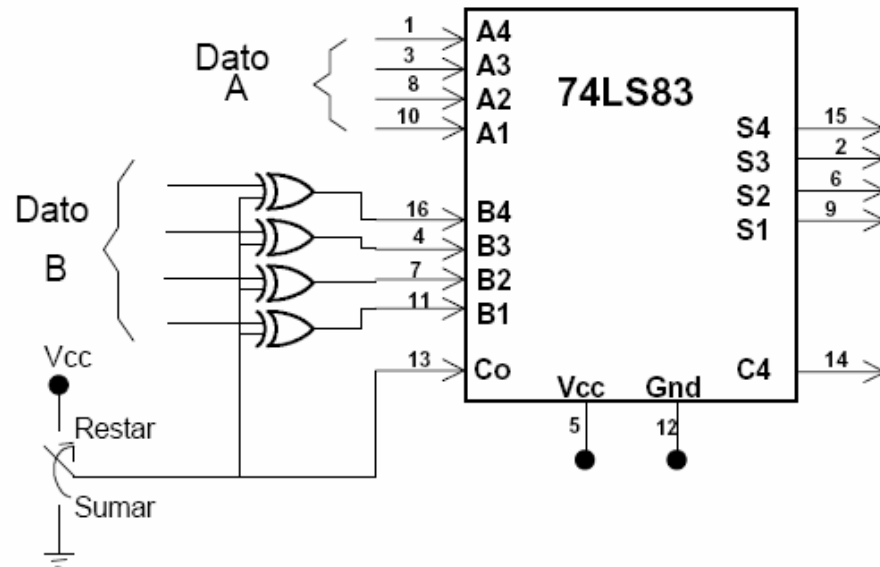 Dato
A
1
3
8
10
A4
A3
A2
A1
74LS83
S4
S3
S2
S1
15
2
6
9
Dato
B
16
4
7
11
B4
B3
B2
B1
13
Co
C4
14
Vcc
Gnd
5
12
Vcc
Restar
Sumar